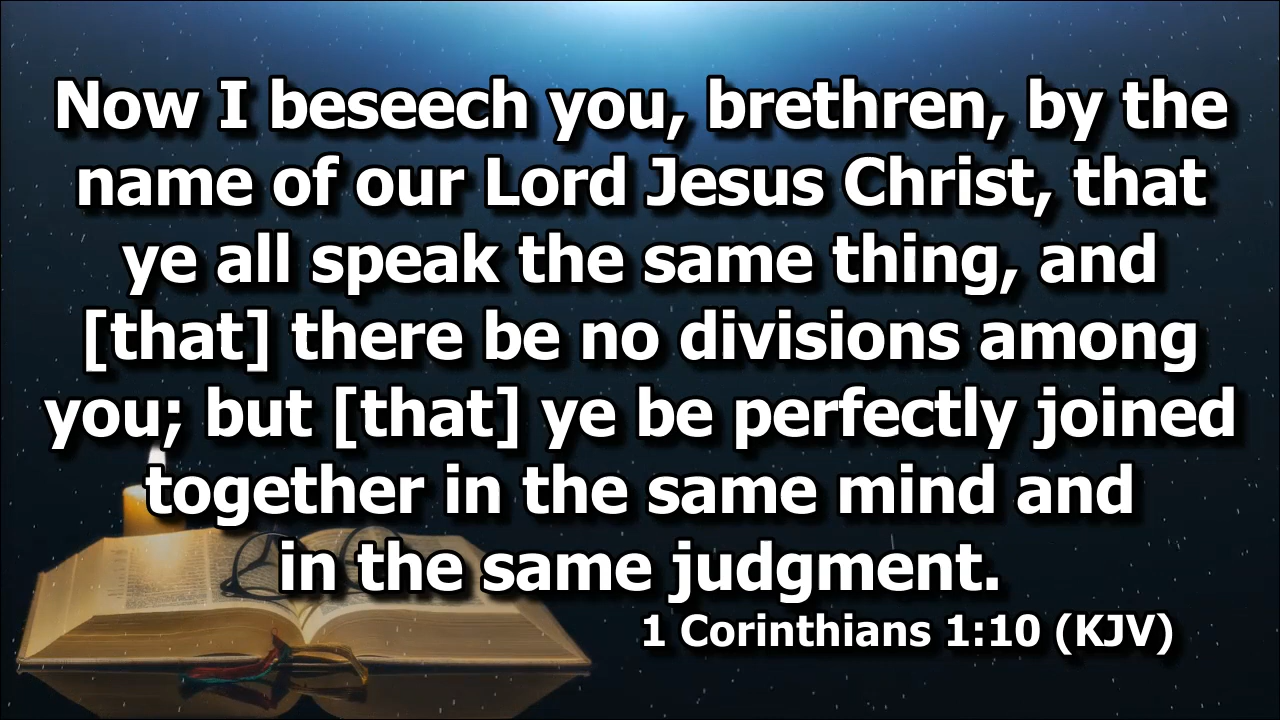 Now I beseech you, brethren, by the
name of our Lord Jesus Christ, that
ye all speak the same thing, and
[that] there be no divisions among
you; but [that] ye be perfectly joined
together in the same mind and
in the same judgment.
1 Corinthians 1:10 (KJV)